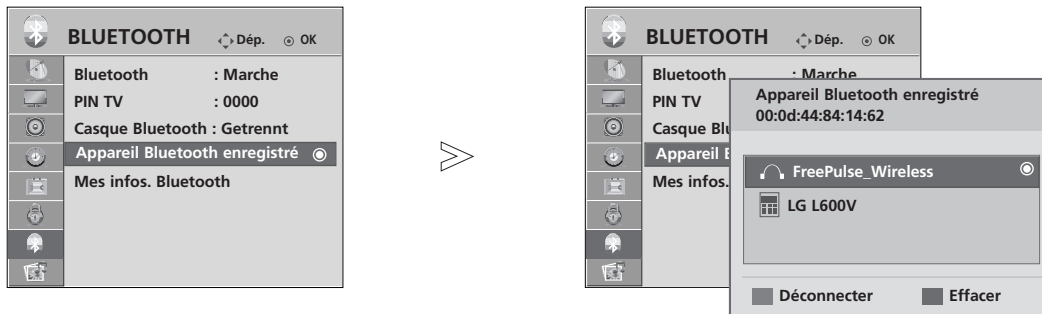 BLUETOOTH Dép. OK
Bluetooth : Marche
PIN TV : 0000
Casque Bluetooth : Getrennt
Appareil Bluetooth enregistré
Mes infos. Bluetooth
BLUETOOTH Dép. OK
Bluetooth : Marche
PIN TV
Casque Blu
Appareil B
Mes infos.
Appareil Bluetooth enregistré
00:0d:44:84:14:62
FreePulse_Wireless
LG L600V
Déconnecter Effacer